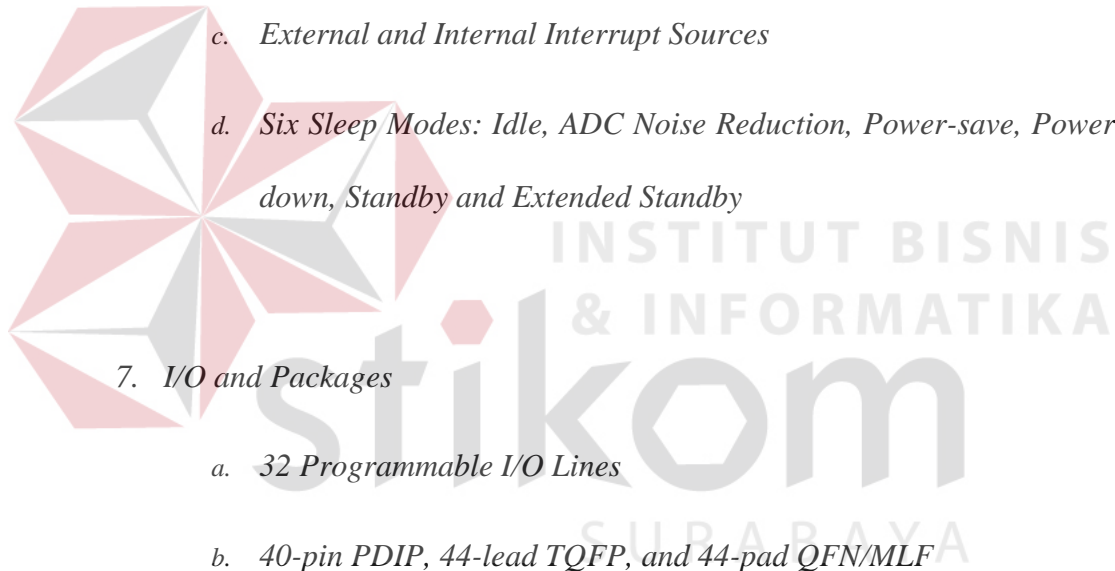 c. External and Internal Interrupt Sources
d. Six Sleep Modes: Idle, ADC Noise Reduction, Power-save, Power
down, Standby and Extended Standby
INSTITUT BISNIS
& INFORMATIKA
stikom
7. I/O and Packages
a. 32 Programmable I/O Lines
SURABAYA
b. 40-pin PDIP, 44-lead TQFP, and 44-pad QFN/MLF